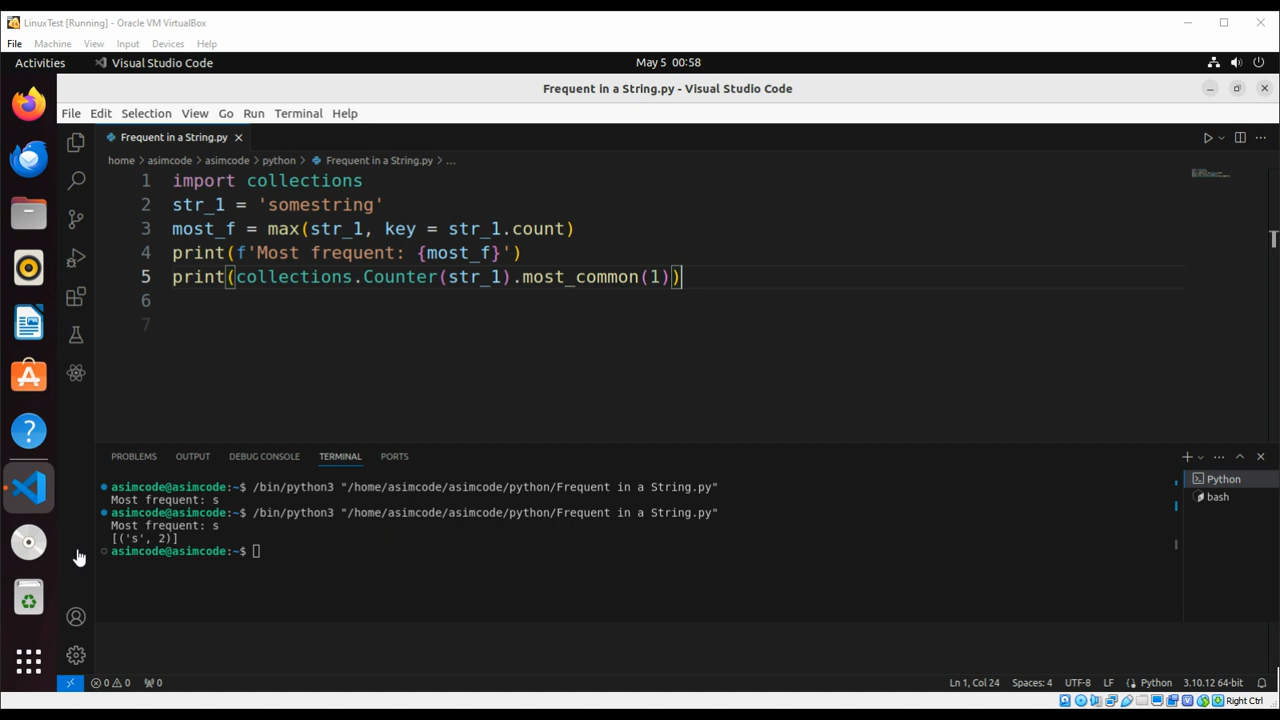 LinuxTest [Running] - Oracle VM VirtualBox
File Machine View Input Devices Help
Activities Visual Studio Code May 5 00:58
Frequent in a String.py - Visual Studio Code
File Edit Selection View Go Run Terminal Help
Frequent in a String.py
home > asimcode > asimcode > python > Frequent in a String.py > ...
1 import collections
2 str_1 = 'somestring'
3 most_f = max(str_1, key = str_1.count)
4 print(f'Most frequent: {most_f}')
5 print(collections.Counter(str_1).most_common(1))
6
7
PROBLEMS OUTPUT DEBUG CONSOLE TERMINAL PORTS
asimcode@asimcode:~$ /bin/python3 "/home/asimcode/asimcode/python/Frequent in a String.py"
Most frequent: s
asimcode@asimcode:~$ /bin/python3 "/home/asimcode/asimcode/python/Frequent in a String.py"
Most frequent: s
[('s', 2)]
asimcode@asimcode:~$
Python
bash
0 0 0 Ln 1, Col 24 Spaces: 4 UTF-8 LF Python 3.10.12 64-bit
Right Ctrl